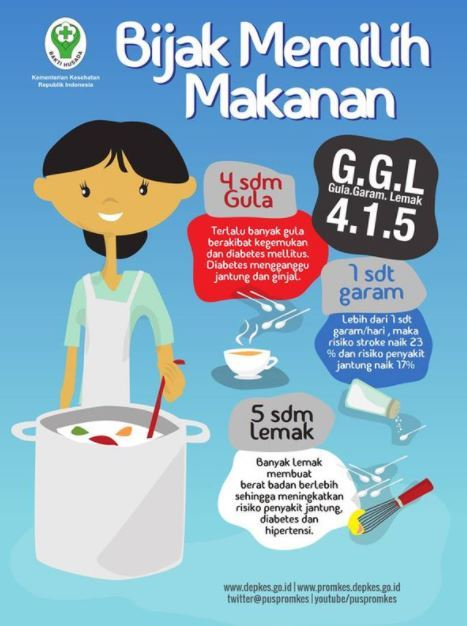 BAKTI HUSADA
Kementerian Kesehatan
Republik Indonesia
Bijak Memilih
Makanan
G.G.L
Gula.Garam. Lemak
4.1.5
4 sdm
Gula
Terlalu banyak gula
berakibat kegemukan
dan diabetes mellitus.
Diabetes mengganggu
jantung dan ginjal.
1 sdt
garam
Lebih dari 1 sdt
garam/hari , maka
risiko stroke naik 23
% dan risiko penyakit
jantung naik 17%
5 sdm
lemak
Banyak lemak
membuat
berat badan berlebih
sehingga meningkatkan
risiko penyakit jantung,
diabetes dan
hipertensi.
www.depkes.go.id | www.promkes.depkes.go.id
twitter@puspromkes | youtube/puspromkes